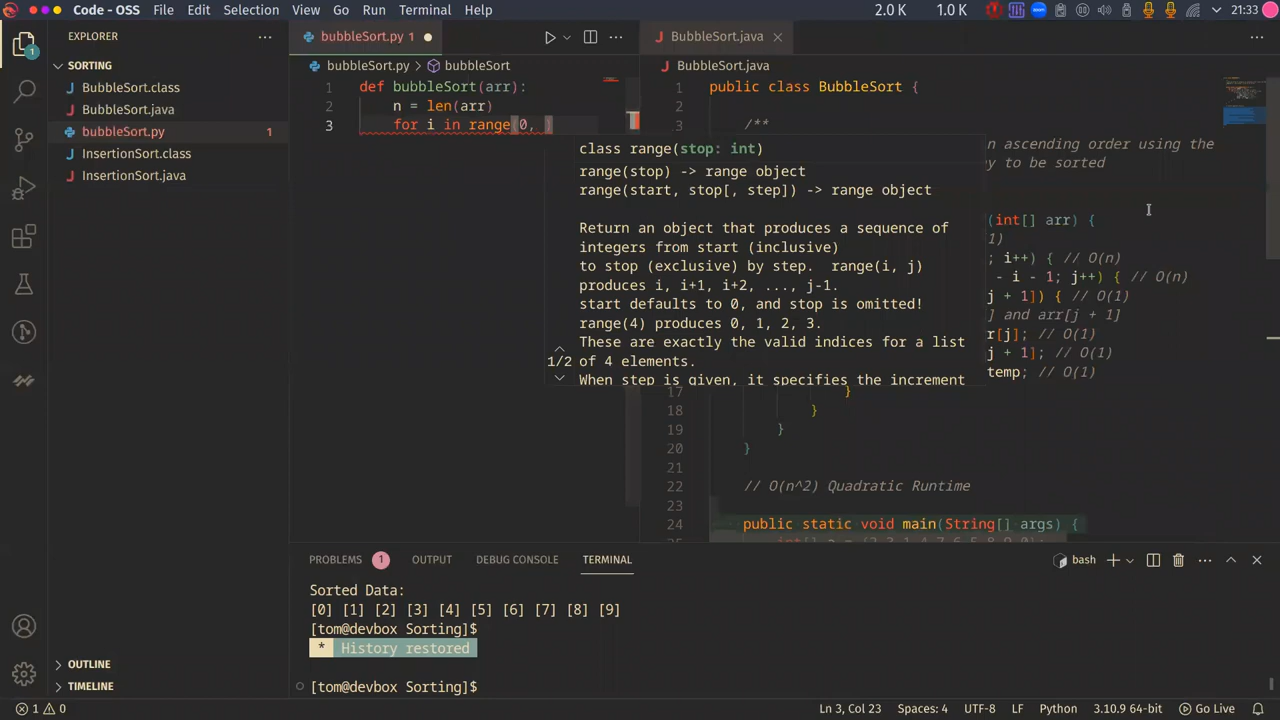 Code - OSS File Edit Selection View Go Run Terminal Help 2.0 K 1.0 K 21:33
EXPLORER
SORTING
BubbleSort.class
BubbleSort.java
bubbleSort.py 1
InsertionSort.class
InsertionSort.java
OUTLINE
TIMELINE
1
bubbleSort.py 1
bubbleSort.py > bubbleSort
1 def bubbleSort(arr):
2 n = len(arr)
3 for i in range(0, )
class range(stop: int)
range(stop) -> range object
range(start, stop[, step]) -> range object
Return an object that produces a sequence of
integers from start (inclusive)
to stop (exclusive) by step. range(i, j)
produces i, i+1, i+2, ..., j-1.
start defaults to 0, and stop is omitted!
range(4) produces 0, 1, 2, 3.
These are exactly the valid indices for a list
1/2 of 4 elements.
When step is given, it specifies the increment
BubbleSort.java
BubbleSort.java
1 public class BubbleSort {
2
3 /**
n ascending order using the
y to be sorted
(int[] arr) {
1)
; i++) { // O(n)
- i - 1; j++) { // O(n)
j + 1]) { // O(1)
] and arr[j + 1]
r[j]; // O(1)
j + 1]; // O(1)
temp; // O(1)
17 }
18 }
19 }
20 }
21
22 // O(n^2) Quadratic Runtime
23
24 public static void main(String[] args) {
PROBLEMS 1 OUTPUT DEBUG CONSOLE TERMINAL bash
Sorted Data:
[0] [1] [2] [3] [4] [5] [6] [7] [8] [9]
[tom@devbox Sorting]$
* History restored
[tom@devbox Sorting]$
1 0 Ln 3, Col 23 Spaces: 4 UTF-8 LF Python 3.10.9 64-bit Go Live